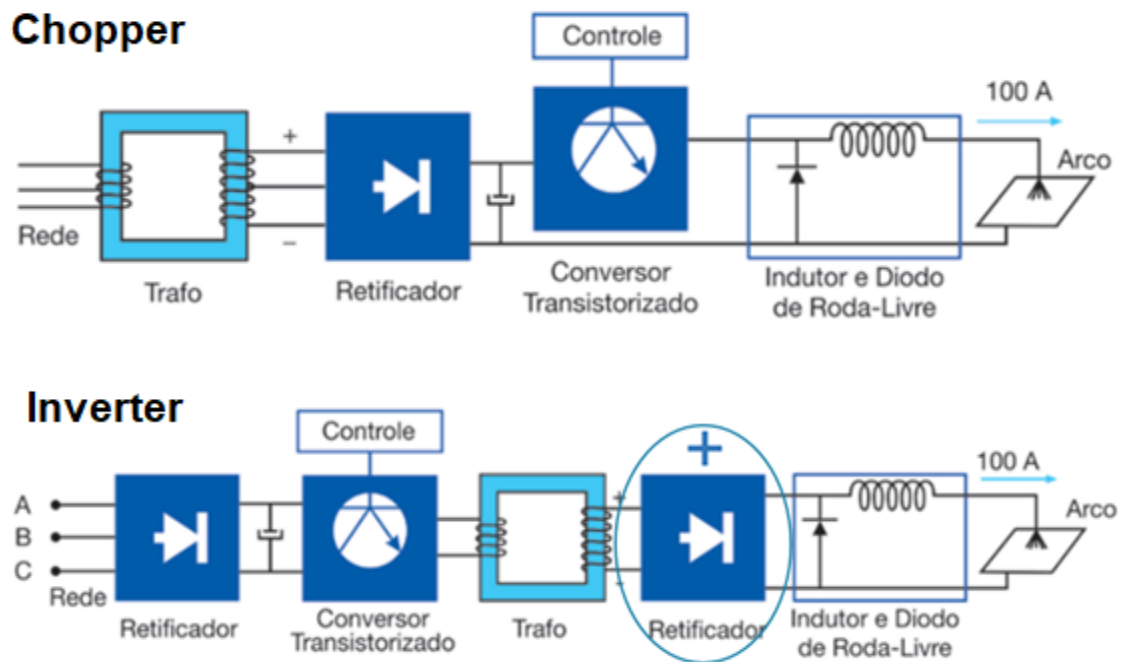 Chopper
Controle
100 A
+
Arco
Rede
−
Trafo
Retificador
Conversor
Transistorizado
Indutor e Diodo
de Roda-Livre
Inverter
Controle
+
100 A
A
+
Arco
B
C
-
Rede
Retificador
Conversor
Transistorizado
Trafo
Retificador
Indutor e Diodo
de Roda-Livre